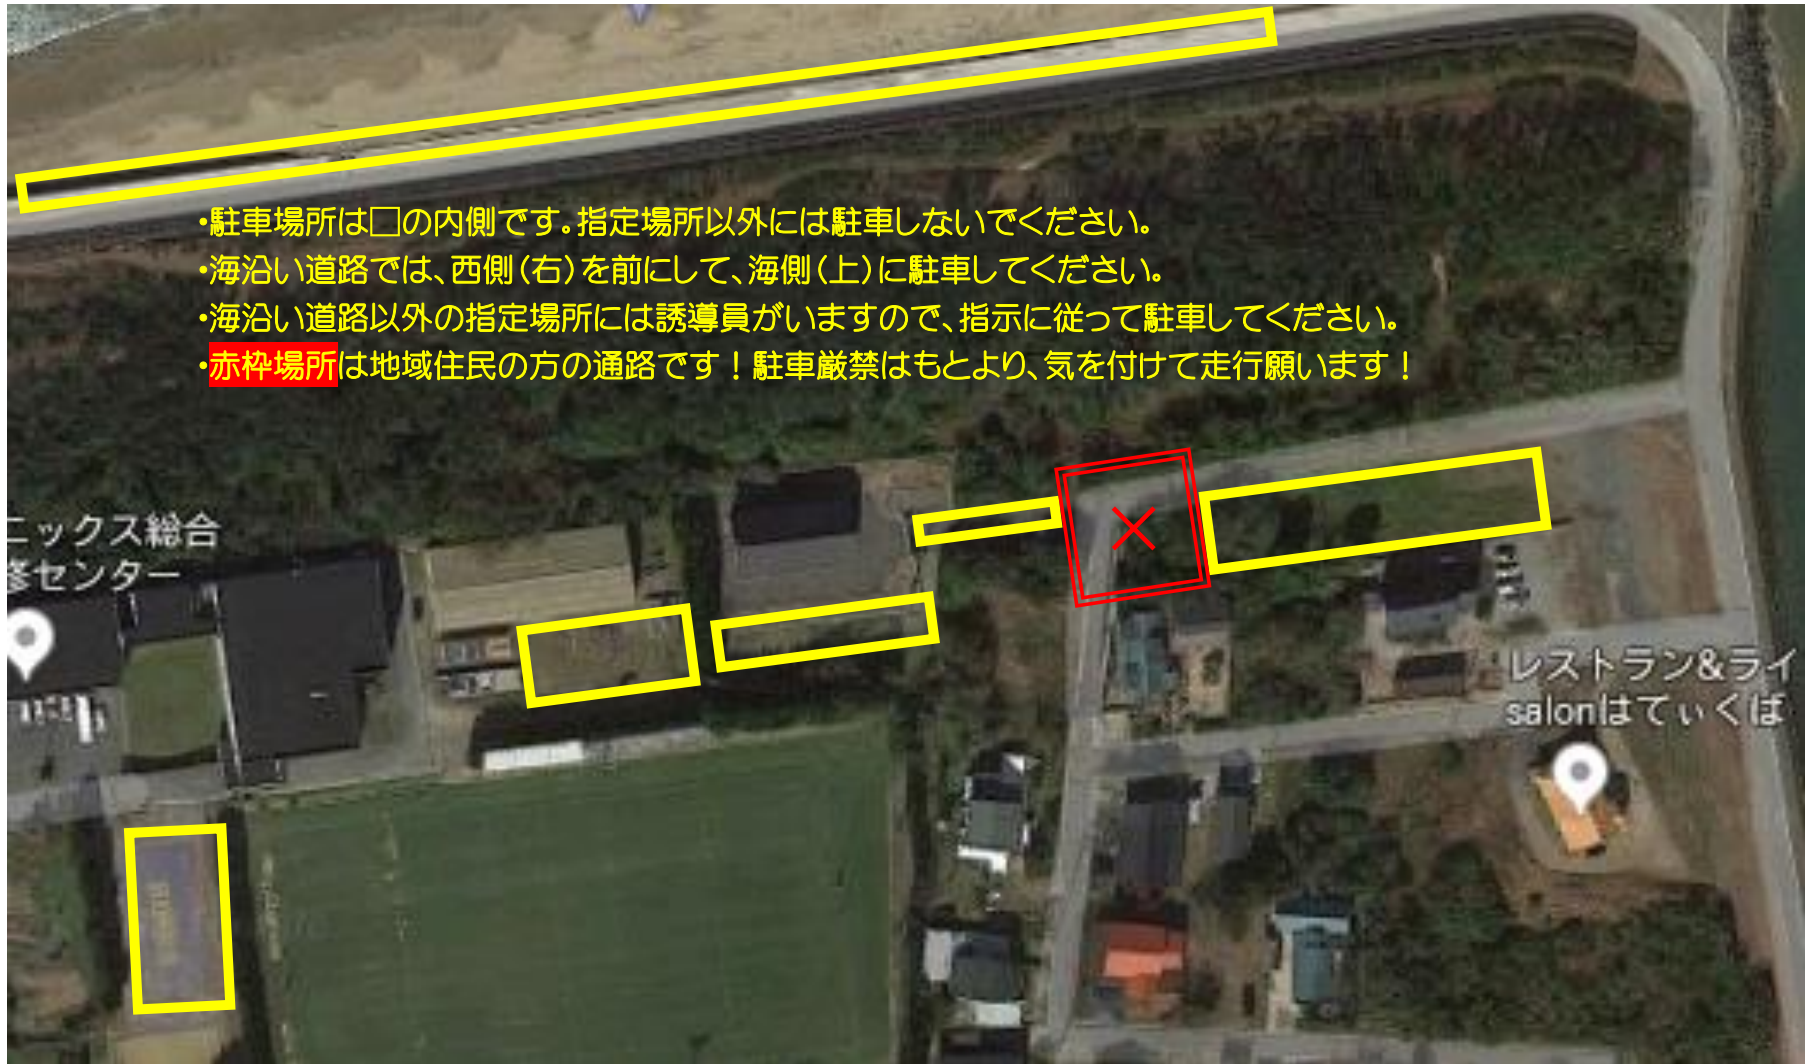 ・駐車場所は□の内側です。指定場所以外には駐車しないでください。
・海沿い道路では、西側（右）を前にして、海側（上）に駐車してください。
・海沿い道路以外の指定場所には誘導員がいますので、指示に従って駐車してください。
・赤枠場所は地域住民の方の通路です！駐車厳禁はもとより、気を付けて走行願います！
ニックス総合
修センター
レストラン&ライ
salonはてぃくば